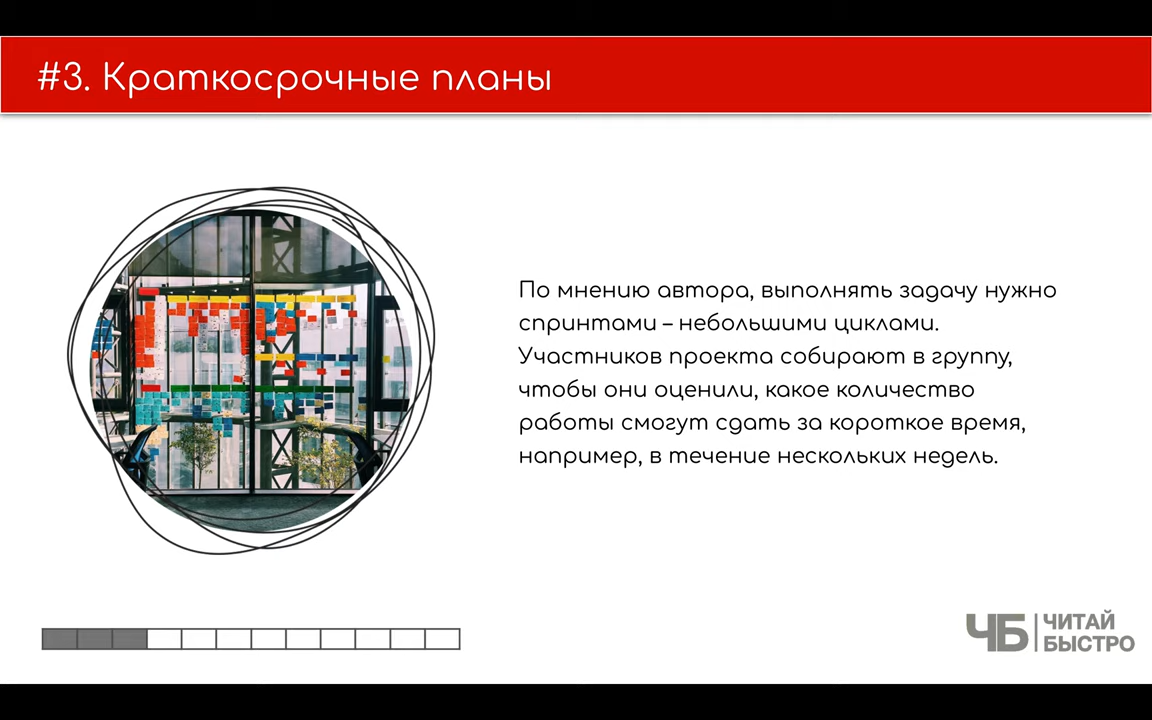 #3. Краткосрочные планы
По мнению автора, выполнять задачу нужно
спринтами – небольшими циклами.
Участников проекта собирают в группу,
чтобы они оценили, какое количество
работы смогут сдать за короткое время,
например, в течение нескольких недель.
ЧБ
ЧИТАЙ
БЫСТРО